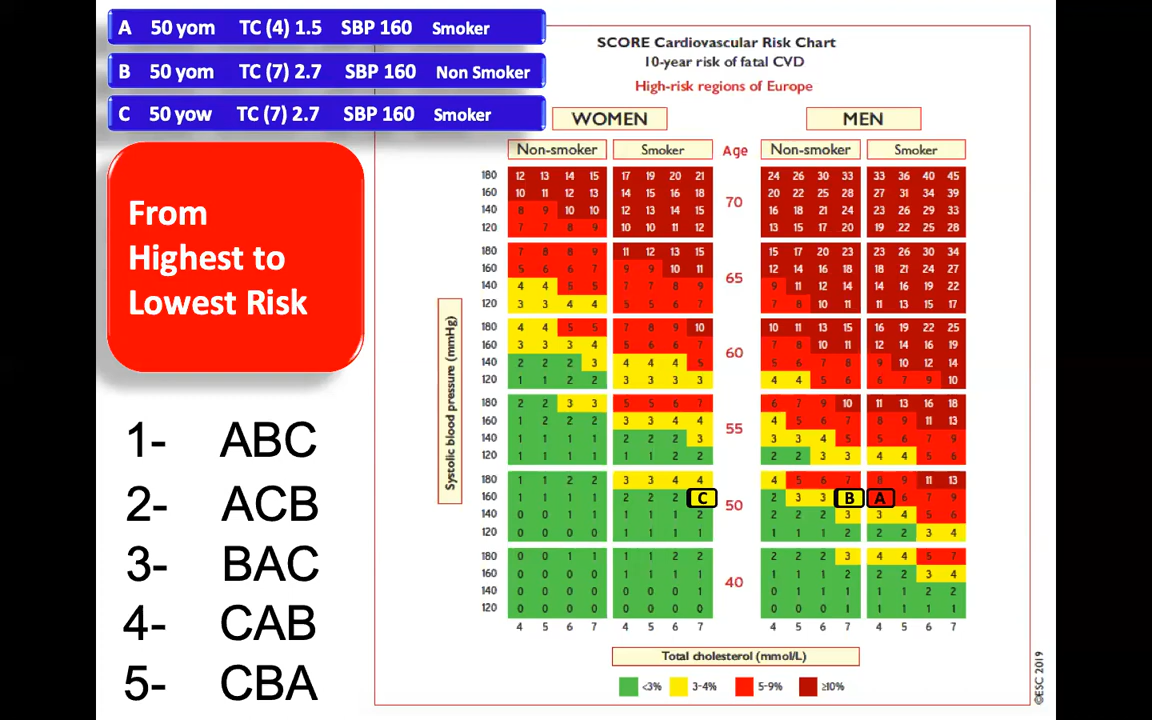 A 50 yom TC (4) 1.5 SBP 160 Smoker
B 50 yom TC (7) 2.7 SBP 160 Non Smoker
C 50 yow TC (7) 2.7 SBP 160 Smoker
From
Highest to
Lowest Risk
1- ABC
2- ACB
3- BAC
4- CAB
5- CBA
SCORE Cardiovascular Risk Chart
10-year risk of fatal CVD
High-risk regions of Europe
WOMEN MEN
Non-smoker Smoker Age Non-smoker Smoker
Systolic blood pressure (mmHg)
180 12 13 14 15 17 19 20 21 24 26 30 33 33 36 40 45
160 10 11 12 13 14 15 16 18 20 22 25 28 27 31 34 39
70
140 8 9 10 10 12 13 14 15 16 18 21 24 23 26 29 33
120 7 7 8 9 10 10 11 12 13 15 17 20 19 22 25 28
180 7 8 8 9 11 12 13 15 15 17 20 23 23 26 30 34
160 5 6 6 7 9 9 10 11 12 14 16 18 18 21 24 27
65
140 4 4 5 5 7 7 8 9 9 11 12 14 14 16 19 22
120 3 3 4 4 5 5 6 7 7 8 10 11 11 13 15 17
180 4 4 5 5 7 8 9 10 10 11 13 15 16 19 22 25
160 3 3 3 4 5 6 6 7 7 8 10 11 12 14 16 19
60
140 2 2 2 3 4 4 4 5 5 6 7 8 9 10 12 14
120 1 1 2 2 3 3 3 3 4 4 5 6 6 7 9 10
180 2 2 3 3 5 5 6 7 6 7 9 10 11 13 16 18
160 1 2 2 2 3 3 4 4 4 5 6 7 8 9 11 13
55
140 1 1 1 1 2 2 2 3 3 3 4 5 5 6 7 9
120 1 1 1 1 1 1 2 2 2 2 3 3 4 4 5 6
180 1 1 2 2 3 3 4 4 4 5 6 7 8 9 11 13
160 1 1 1 1 2 2 2 C 2 3 3 B A 6 7 9
50
140 0 0 1 1 1 1 1 2 2 2 2 3 3 4 5 6
120 0 0 0 1 1 1 1 1 1 1 1 2 2 2 3 4
180 0 0 1 1 1 1 2 2 2 2 2 3 4 4 5 7
160 0 0 0 0 1 1 1 1 1 1 1 2 2 2 3 4
40
140 0 0 0 0 0 0 0 1 0 1 1 1 1 1 2 2
120 0 0 0 0 0 0 0 1 0 0 1 1 1 1 1 1
4 5 6 7 4 5 6 7 4 5 6 7 4 5 6 7
Total cholesterol (mmol/L)
<3% 3-4% 5-9% ≥10%
©ESC 2019